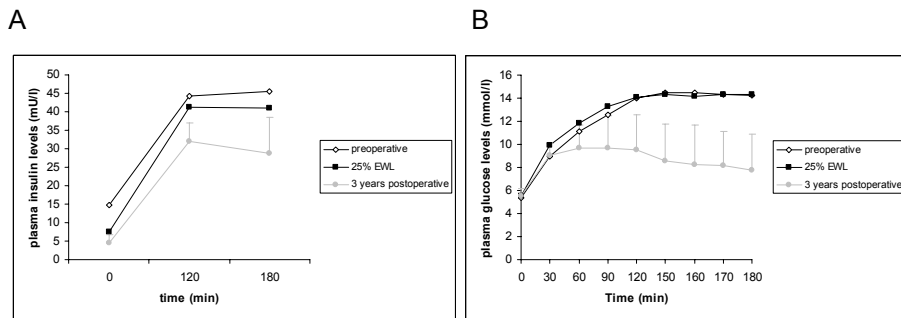 A
B
plasma insulin levels (mU/l)
50
45
40
35
30
25
20
15
10
5
0
0 120 180
time (min)
preoperative
25% EWL
3 years postoperative
plasma glucose levels (mmol/l)
16
14
12
10
8
6
4
2
0
0 30 60 90 120 150 160 170 180
Time (min)
preoperative
25% EWL
3 years postoperative